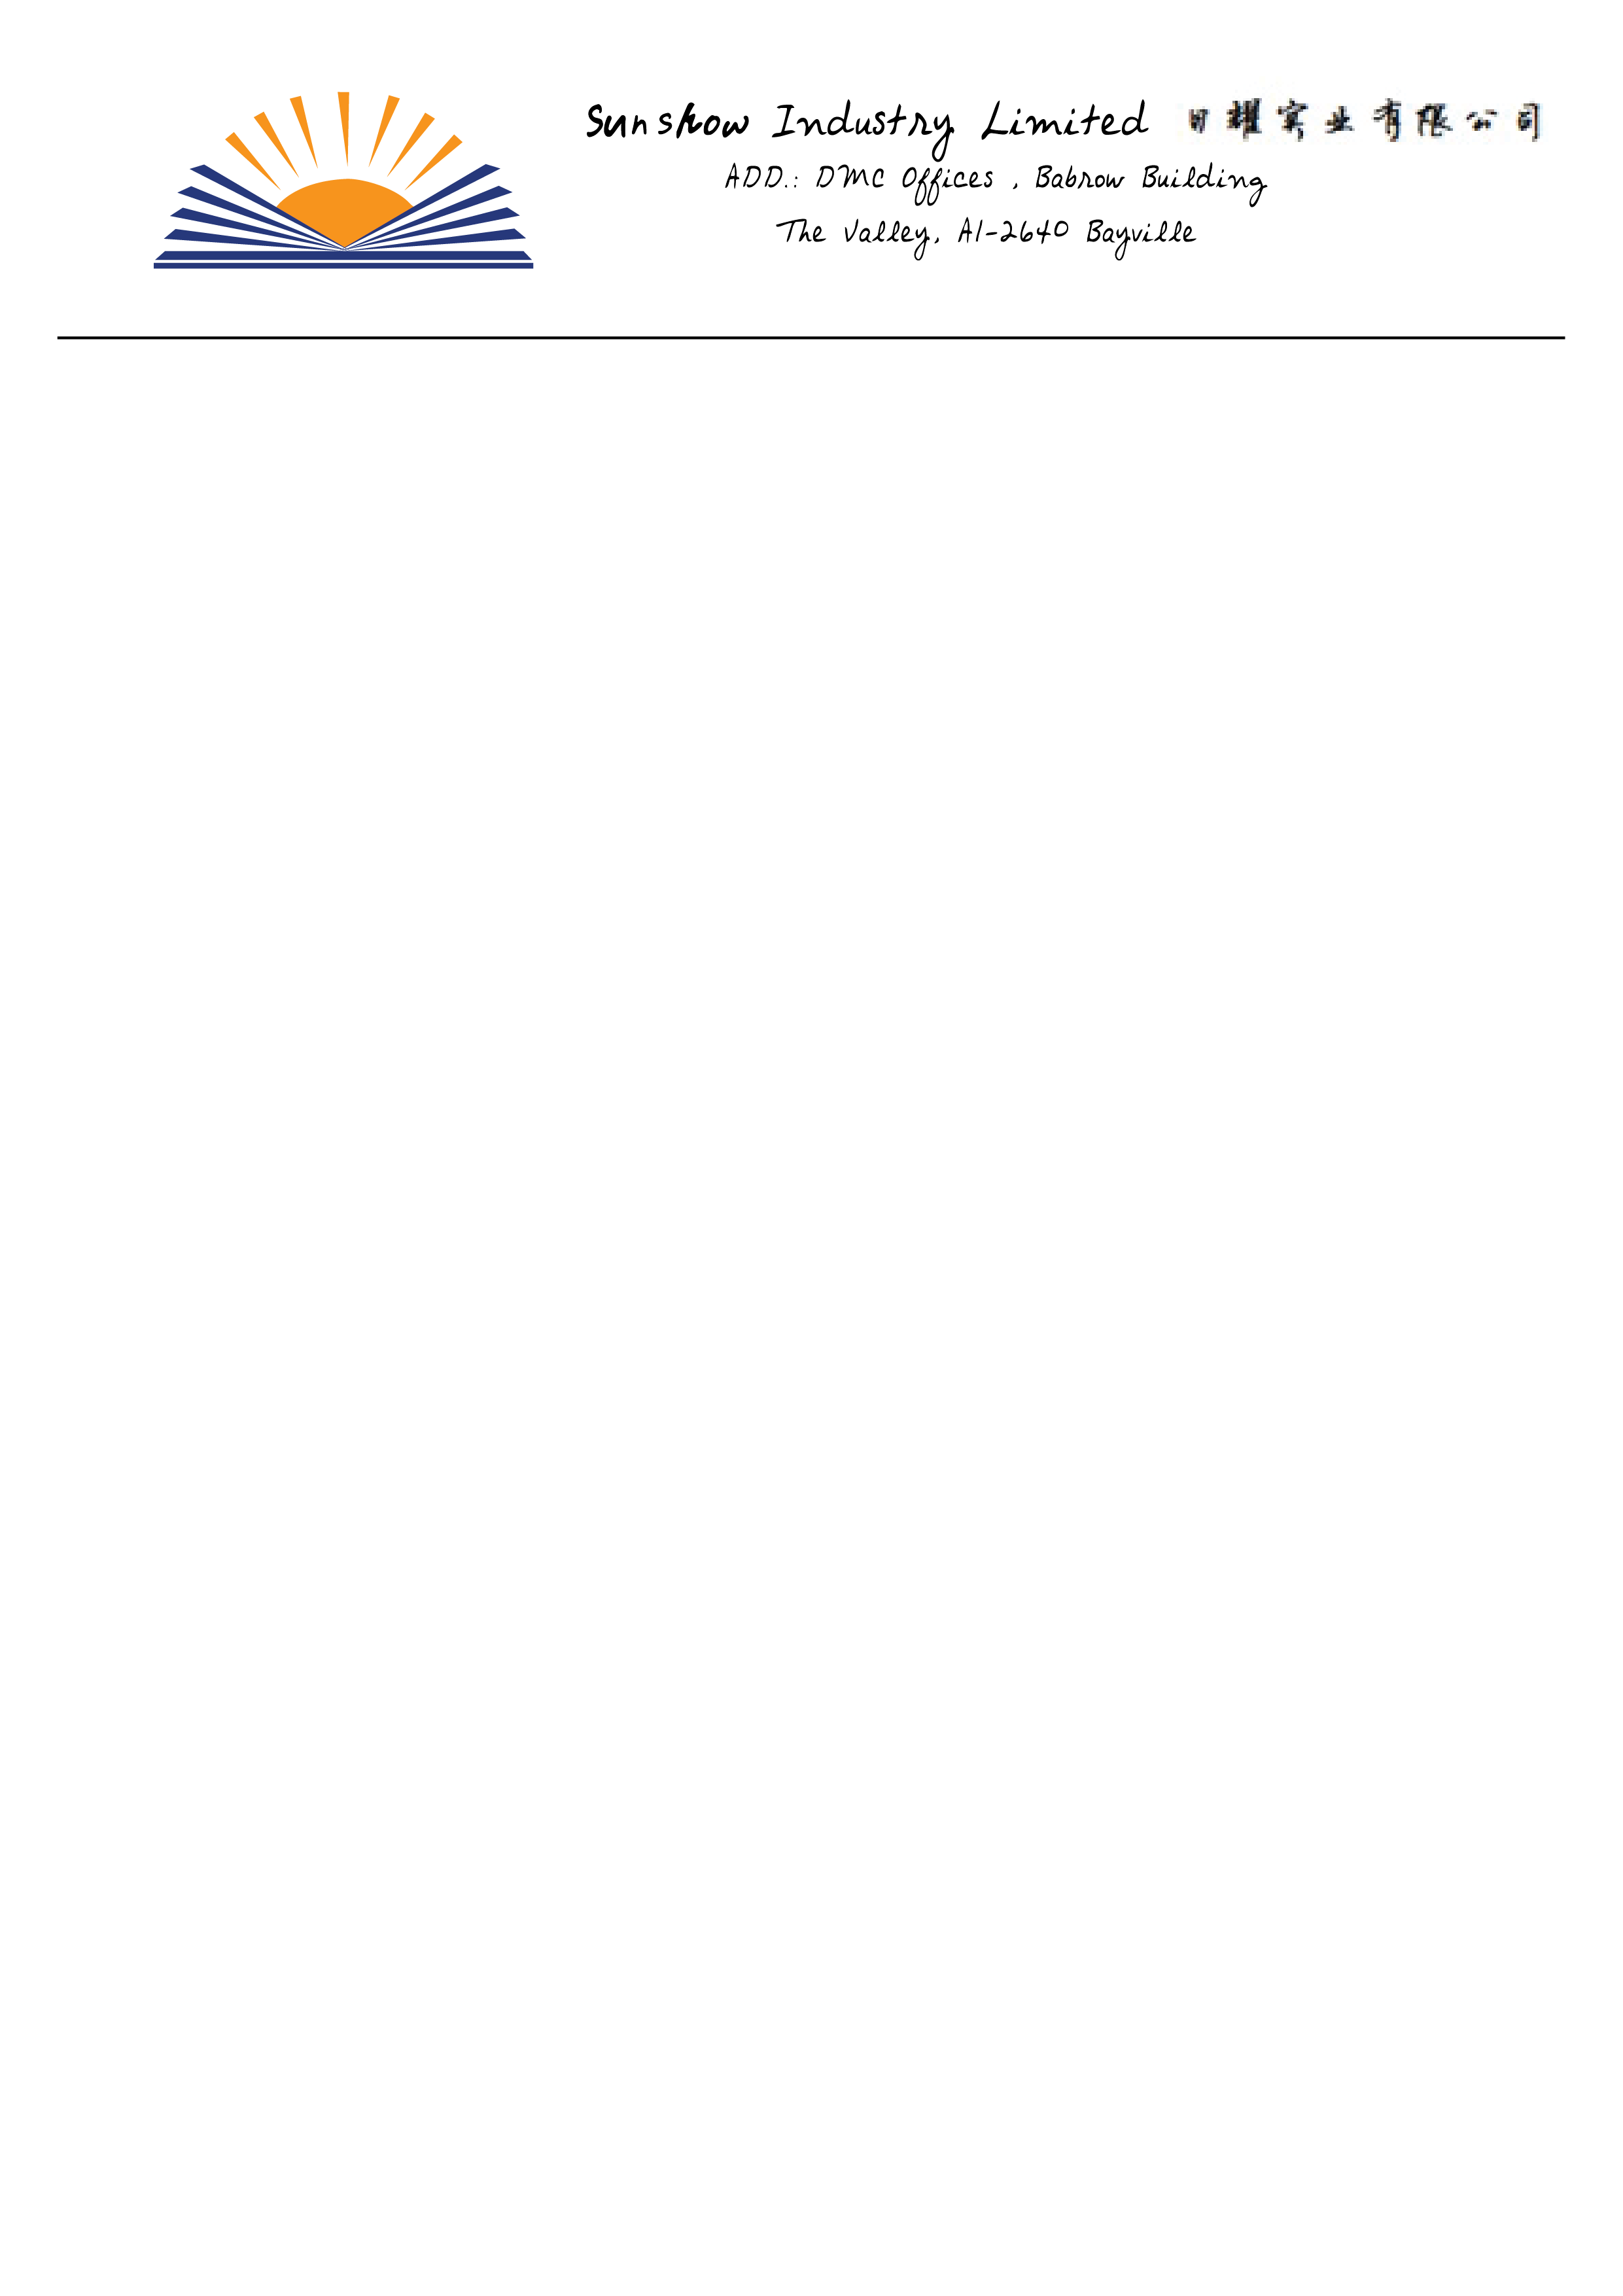 Sunshow Industry Limited 日耀实业有限公司
ADD.: DMC Offices , Babrow Building
The Valley, AI-2640 Bayville